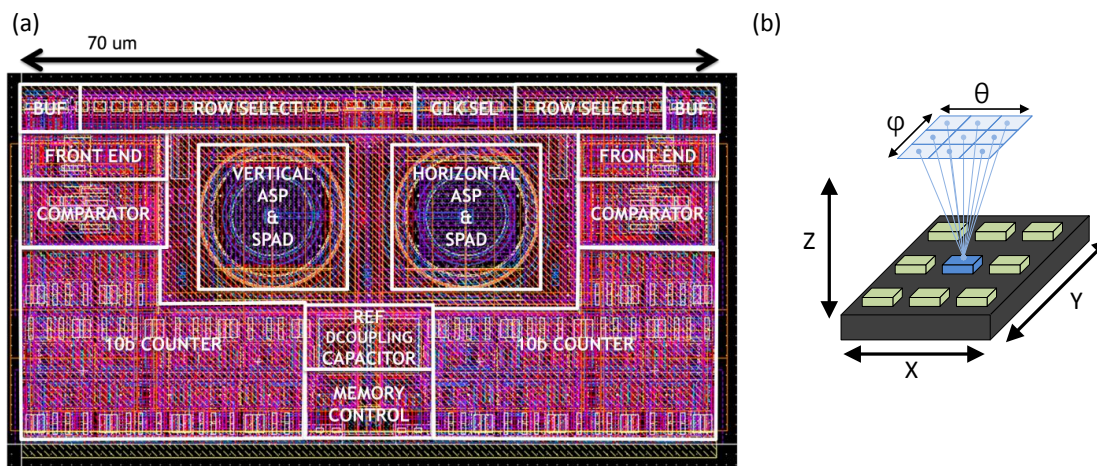 (a)
70 um
BUF
ROW SELECT
CLK SEL
ROW SELECT
BUF
FRONT END
COMPARATOR
VERTICAL
ASP
&
SPAD
HORIZONTAL
ASP
&
SPAD
FRONT END
COMPARATOR
10b COUNTER
REF
DCOUPLING
CAPACITOR
10b COUNTER
MEMORY
CONTROL
(b)
θ
φ
Z
Y
X